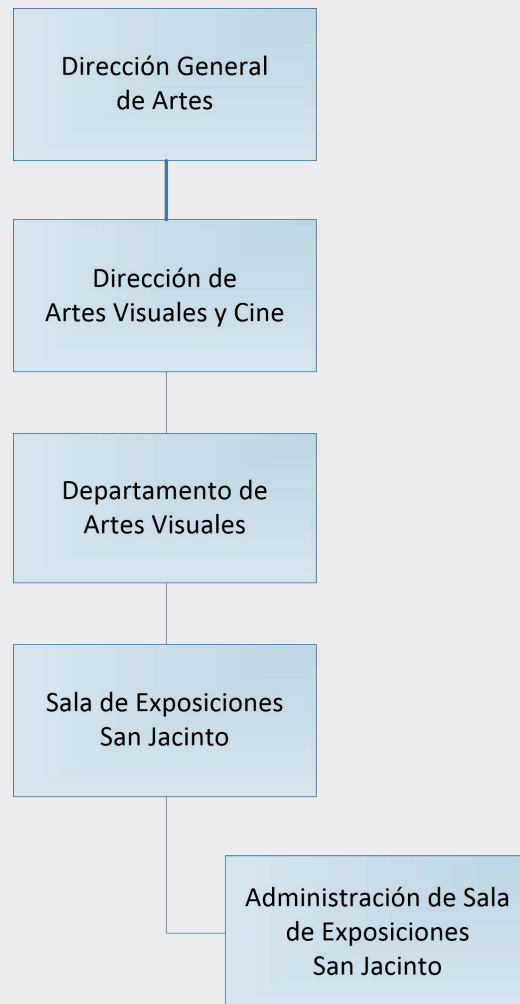 Dirección General
de Artes
Dirección de
Artes Visuales y Cine
Departamento de
Artes Visuales
Sala de Exposiciones
San Jacinto
Administración de Sala
de Exposiciones
San Jacinto